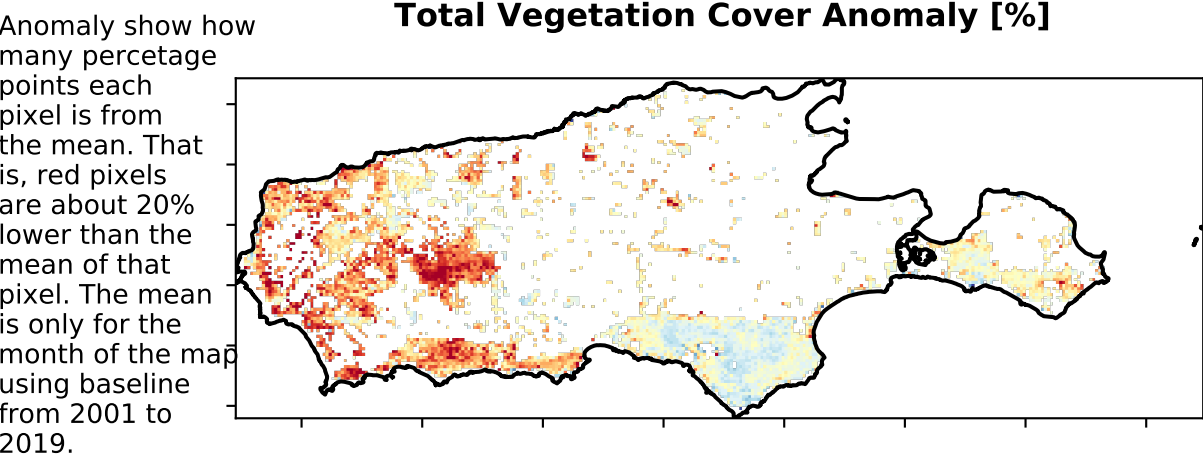 Total Vegetation Cover Anomaly [%]
Anomaly show how
many percetage
points each
pixel is from
the mean. That
is, red pixels
are about 20%
lower than the
mean of that
pixel. The mean
is only for the
month of the map
using baseline
from 2001 to
2019.